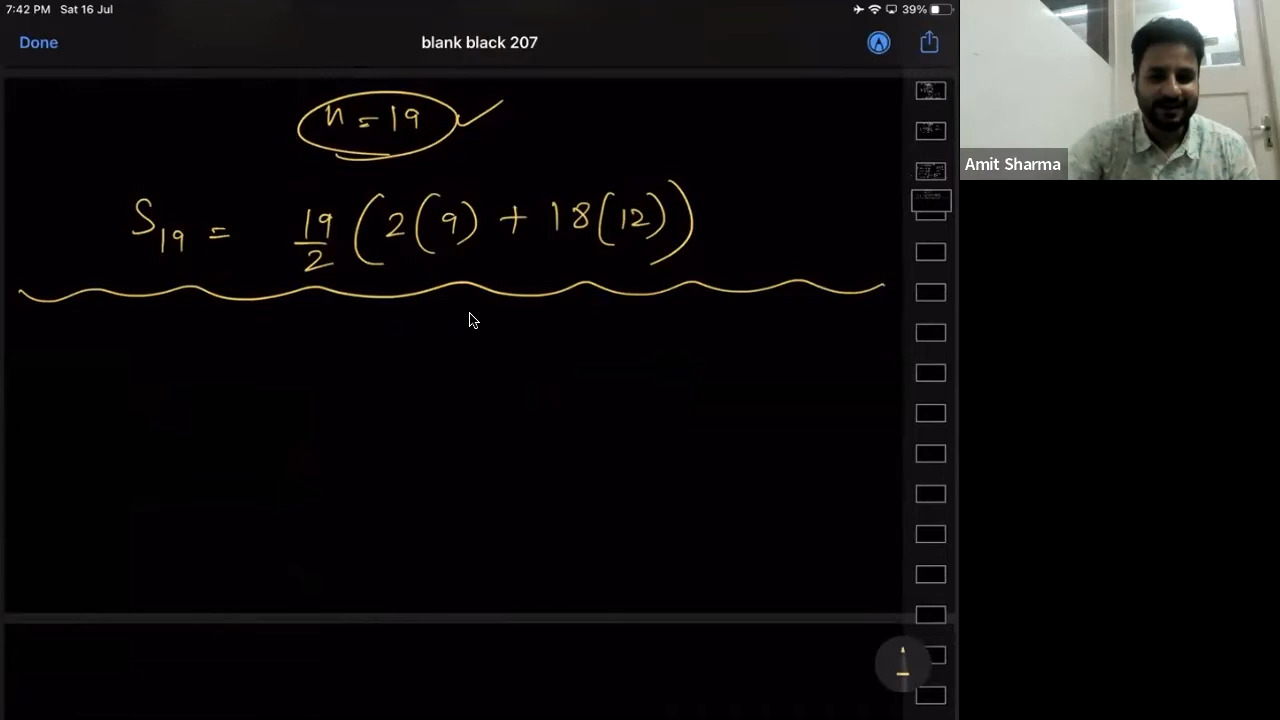 7:42 PM Sat 16 Jul 39%
Done blank black 207
n = 19
S19 = 19/2 (2(9) + 18(12))
Amit Sharma